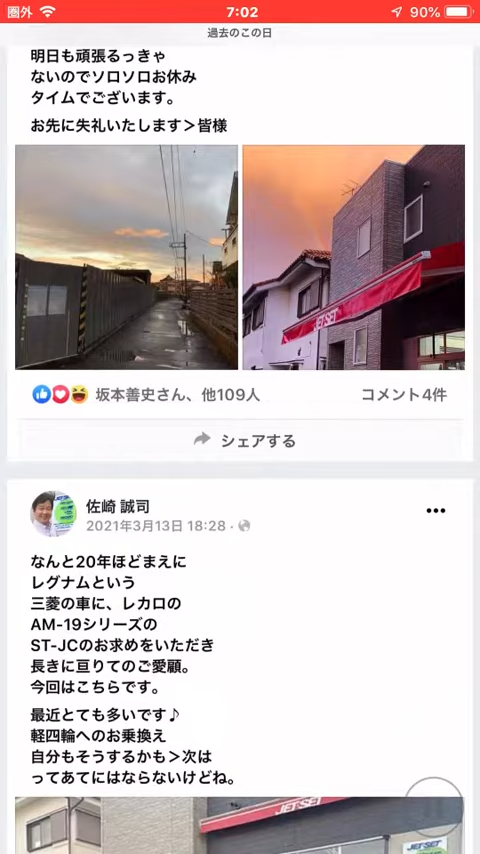 圏外 7:02 90%
過去のこの日
明日も頑張るっきゃ
ないのでソロソロお休み
タイムでございます。
お先に失礼いたします＞皆様
JETSET
坂本善史さん、他109人 コメント4件
シェアする
佐崎 誠司
2021年3月13日 18:28
なんと20年ほどまえに
レグナムという
三菱の車に、レカロの
AM-19シリーズの
ST-JCのお求めをいただき
長きに亘りてのご愛顧。
今回はこちらです。
最近とても多いです♪
軽四輪へのお乗換え
自分もそうするかも＞次は
ってあてにはならないけどね。
JET-SET
JET-SET